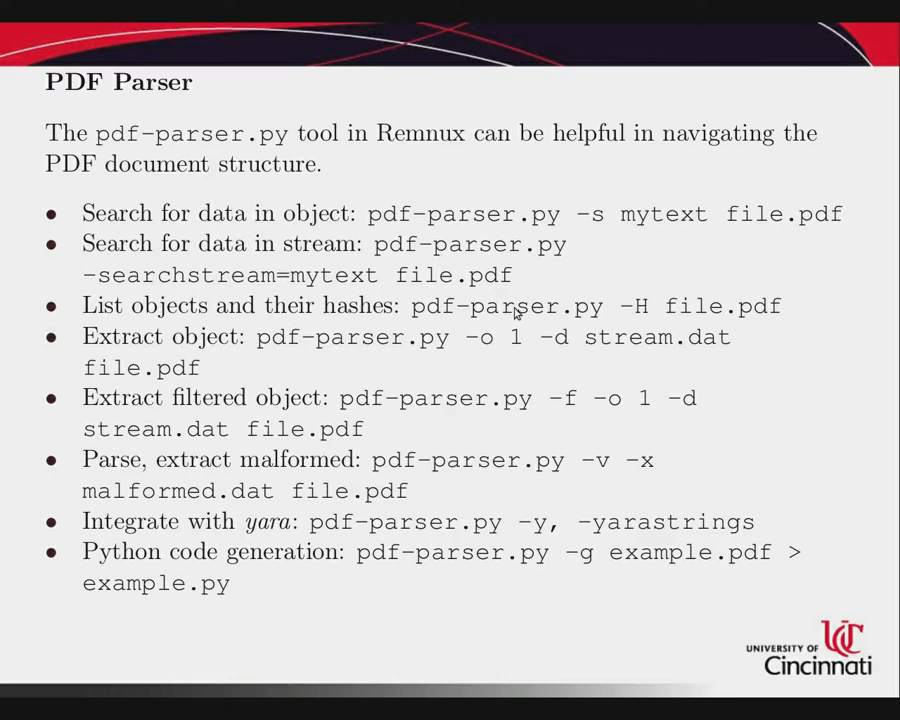 PDF Parser
The pdf-parser.py tool in Remnux can be helpful in navigating the
PDF document structure.
• Search for data in object: pdf-parser.py -s mytext file.pdf
• Search for data in stream: pdf-parser.py
-searchstream=mytext file.pdf
• List objects and their hashes: pdf-parser.py -H file.pdf
• Extract object: pdf-parser.py -o 1 -d stream.dat
file.pdf
• Extract filtered object: pdf-parser.py -f -o 1 -d
stream.dat file.pdf
• Parse, extract malformed: pdf-parser.py -v -x
malformed.dat file.pdf
• Integrate with yara: pdf-parser.py -y, -yarastrings
• Python code generation: pdf-parser.py -g example.pdf >
example.py
UNIVERSITY OF
Cincinnati